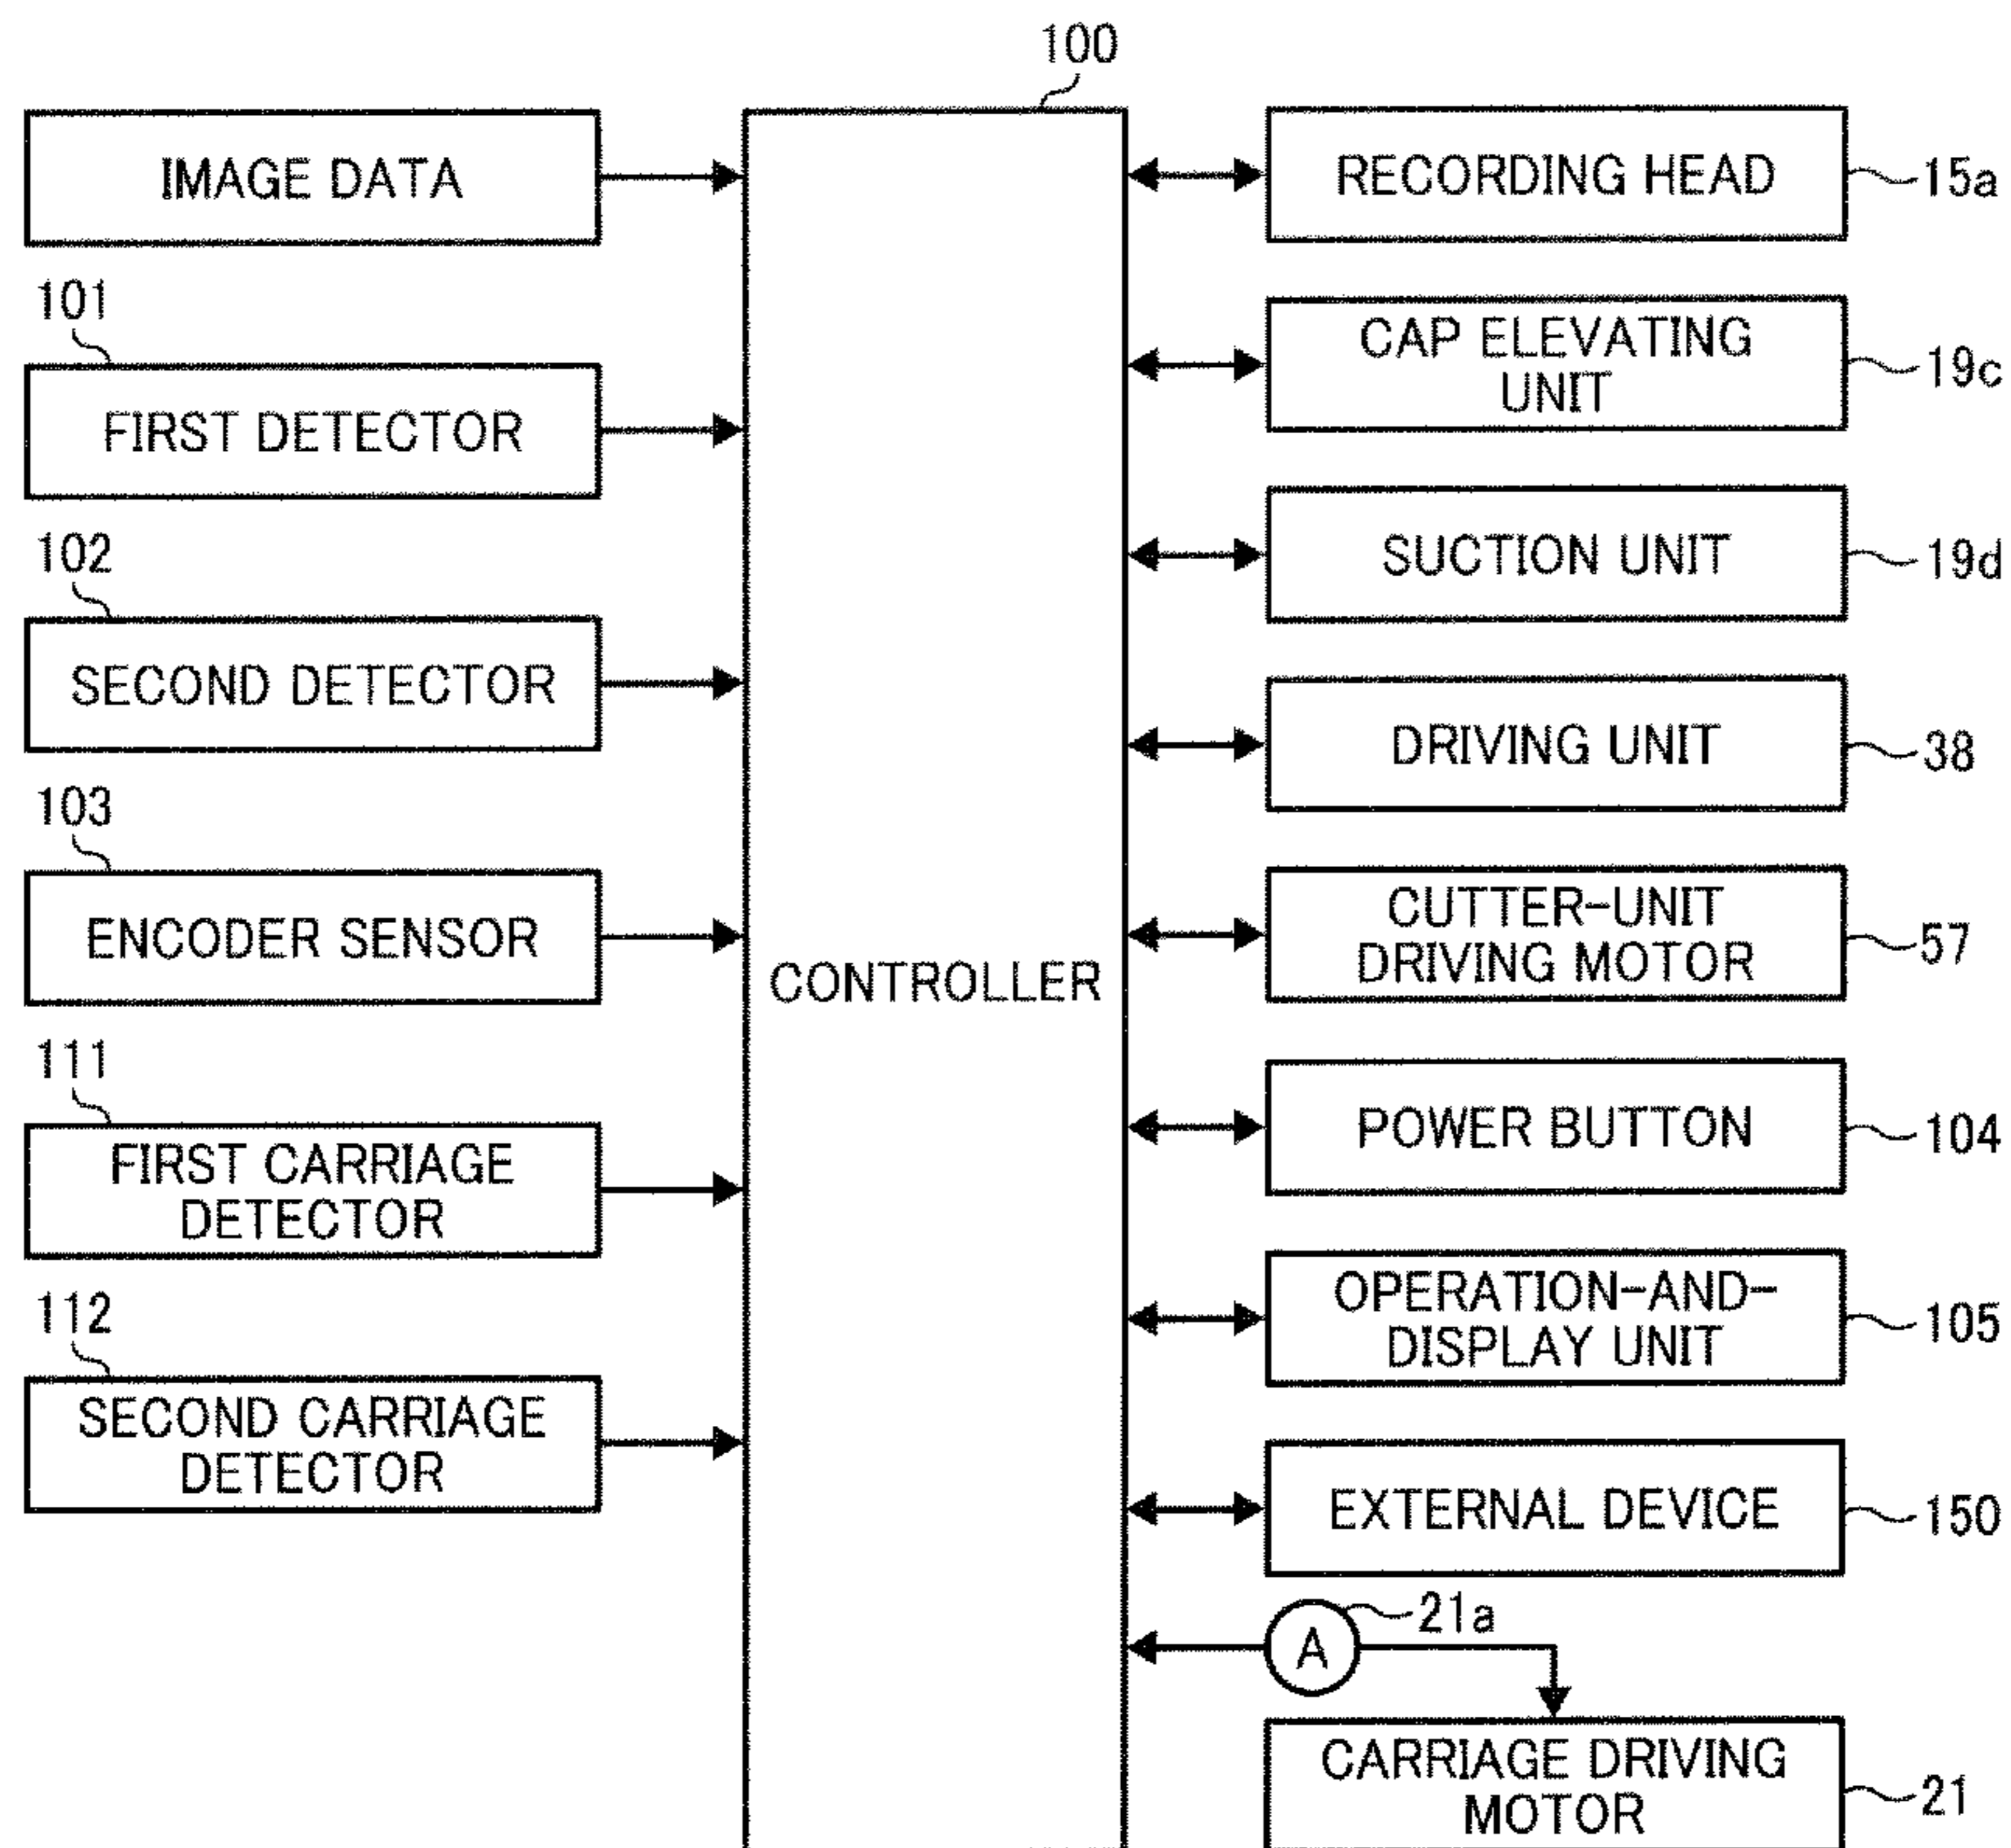 100
IMAGE DATA
101
FIRST DETECTOR
102
SECOND DETECTOR
103
ENCODER SENSOR
111
FIRST CARRIAGE
DETECTOR
112
SECOND CARRIAGE
DETECTOR
CONTROLLER
RECORDING HEAD
15a
CAP ELEVATING
UNIT
19c
SUCTION UNIT
19d
DRIVING UNIT
38
CUTTER-UNIT
DRIVING MOTOR
57
POWER BUTTON
104
OPERATION-AND-
DISPLAY UNIT
105
EXTERNAL DEVICE
150
21a
A
CARRIAGE DRIVING
MOTOR
21